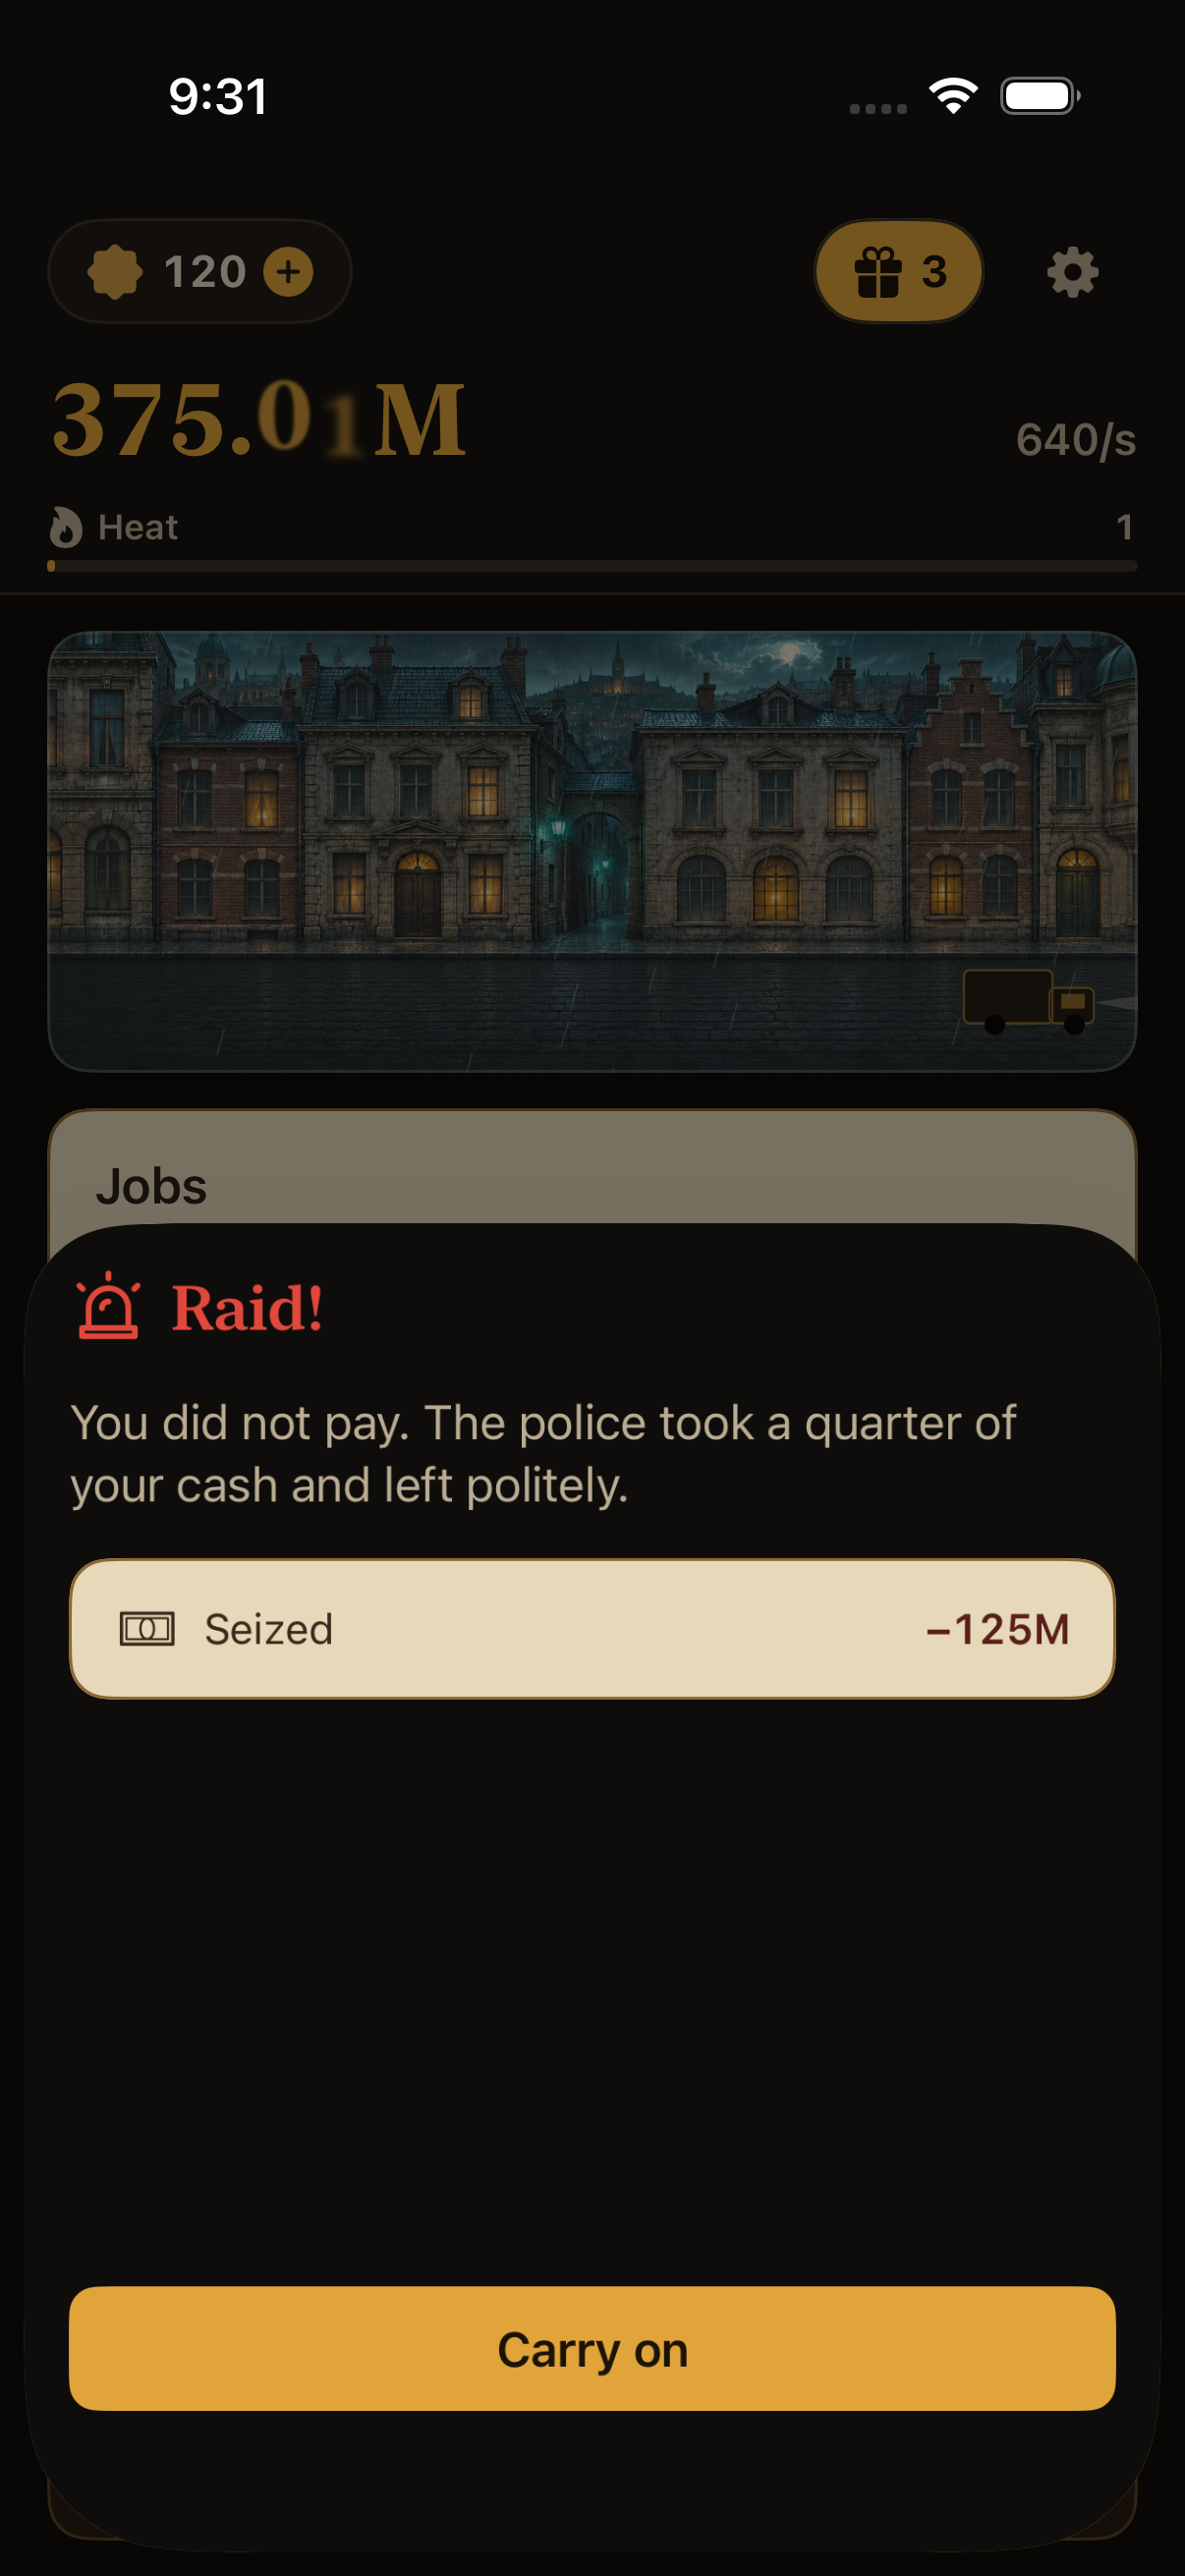 9:31
120
3
375.01M
640/s
Heat
1
Jobs
Raid!
You did not pay. The police took a quarter of
your cash and left politely.
Seized
−125M
Carry on